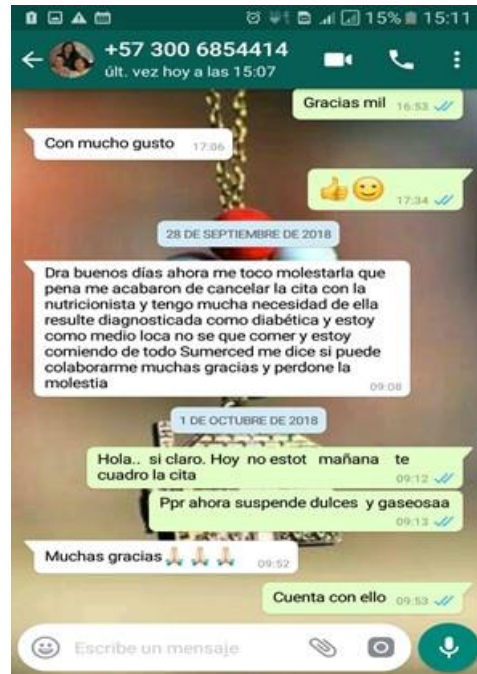 15% 15:11
+57 300 6854414
últ. vez hoy a las 15:07
Gracias mil 16:53
Con mucho gusto 17:06
👍🙂 17:34
28 DE SEPTIEMBRE DE 2018
Dra buenos días ahora me toco molestarla que
pena me acabaron de cancelar la cita con la
nutricionista y tengo mucha necesidad de ella
resulte diagnosticada como diabética y estoy
como medio loca no se que comer y estoy
comiendo de todo Sumerced me dice si puede
colaborarme muchas gracias y perdone la
molestia 09:08
1 DE OCTUBRE DE 2018
Hola.. si claro. Hoy no estot mañana te
cuadro la cita 09:12
Ppr ahora suspende dulces y gaseosaa
09:13
Muchas gracias🙏🏻🙏🏻🙏🏻 09:52
Cuenta con ello 09:53
Escribe un mensaje